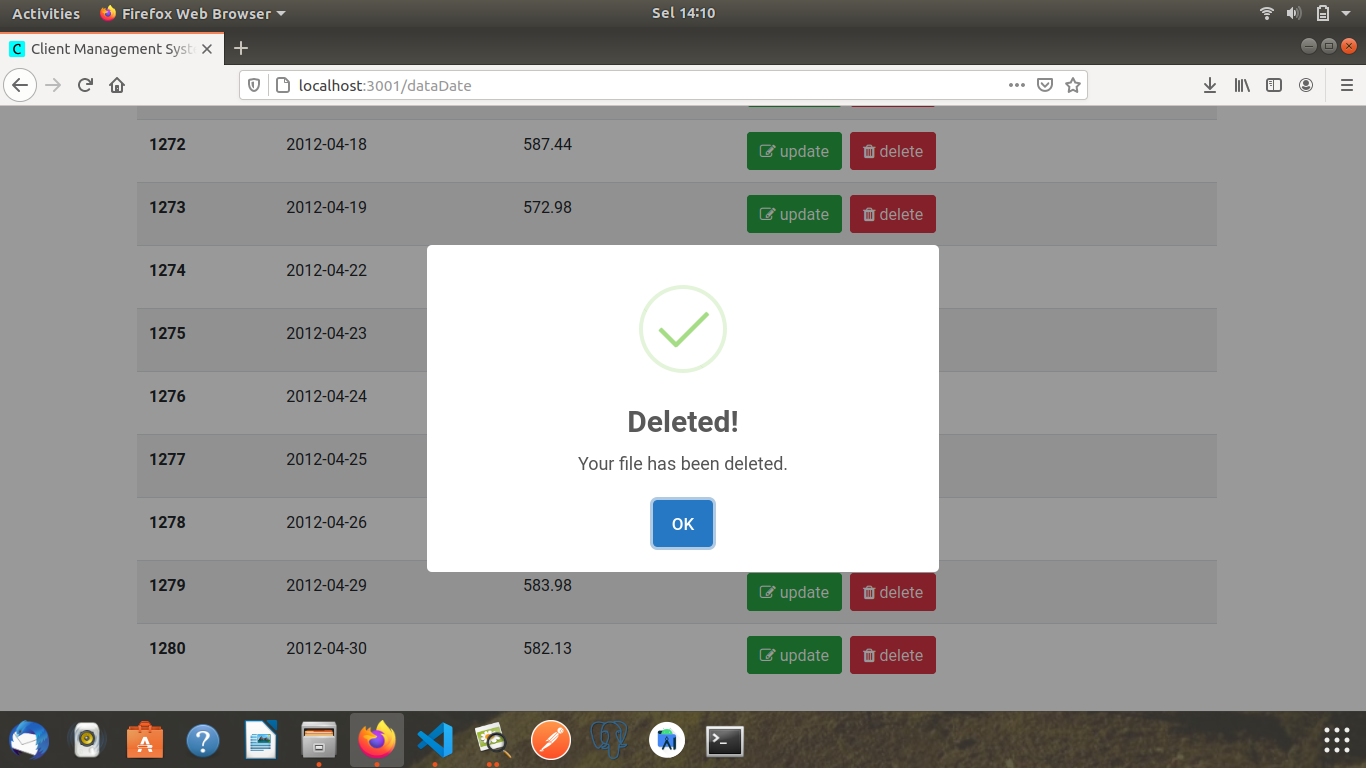 Activities Firefox Web Browser Sel 14:10
C Client Management Syst
localhost:3001/dataDate
1272 2012-04-18 587.44 update delete
1273 2012-04-19 572.98 update delete
1274 2012-04-22
1275 2012-04-23
1276 2012-04-24
1277 2012-04-25
1278 2012-04-26
Deleted!
Your file has been deleted.
OK
1279 2012-04-29 583.98 update delete
1280 2012-04-30 582.13 update delete